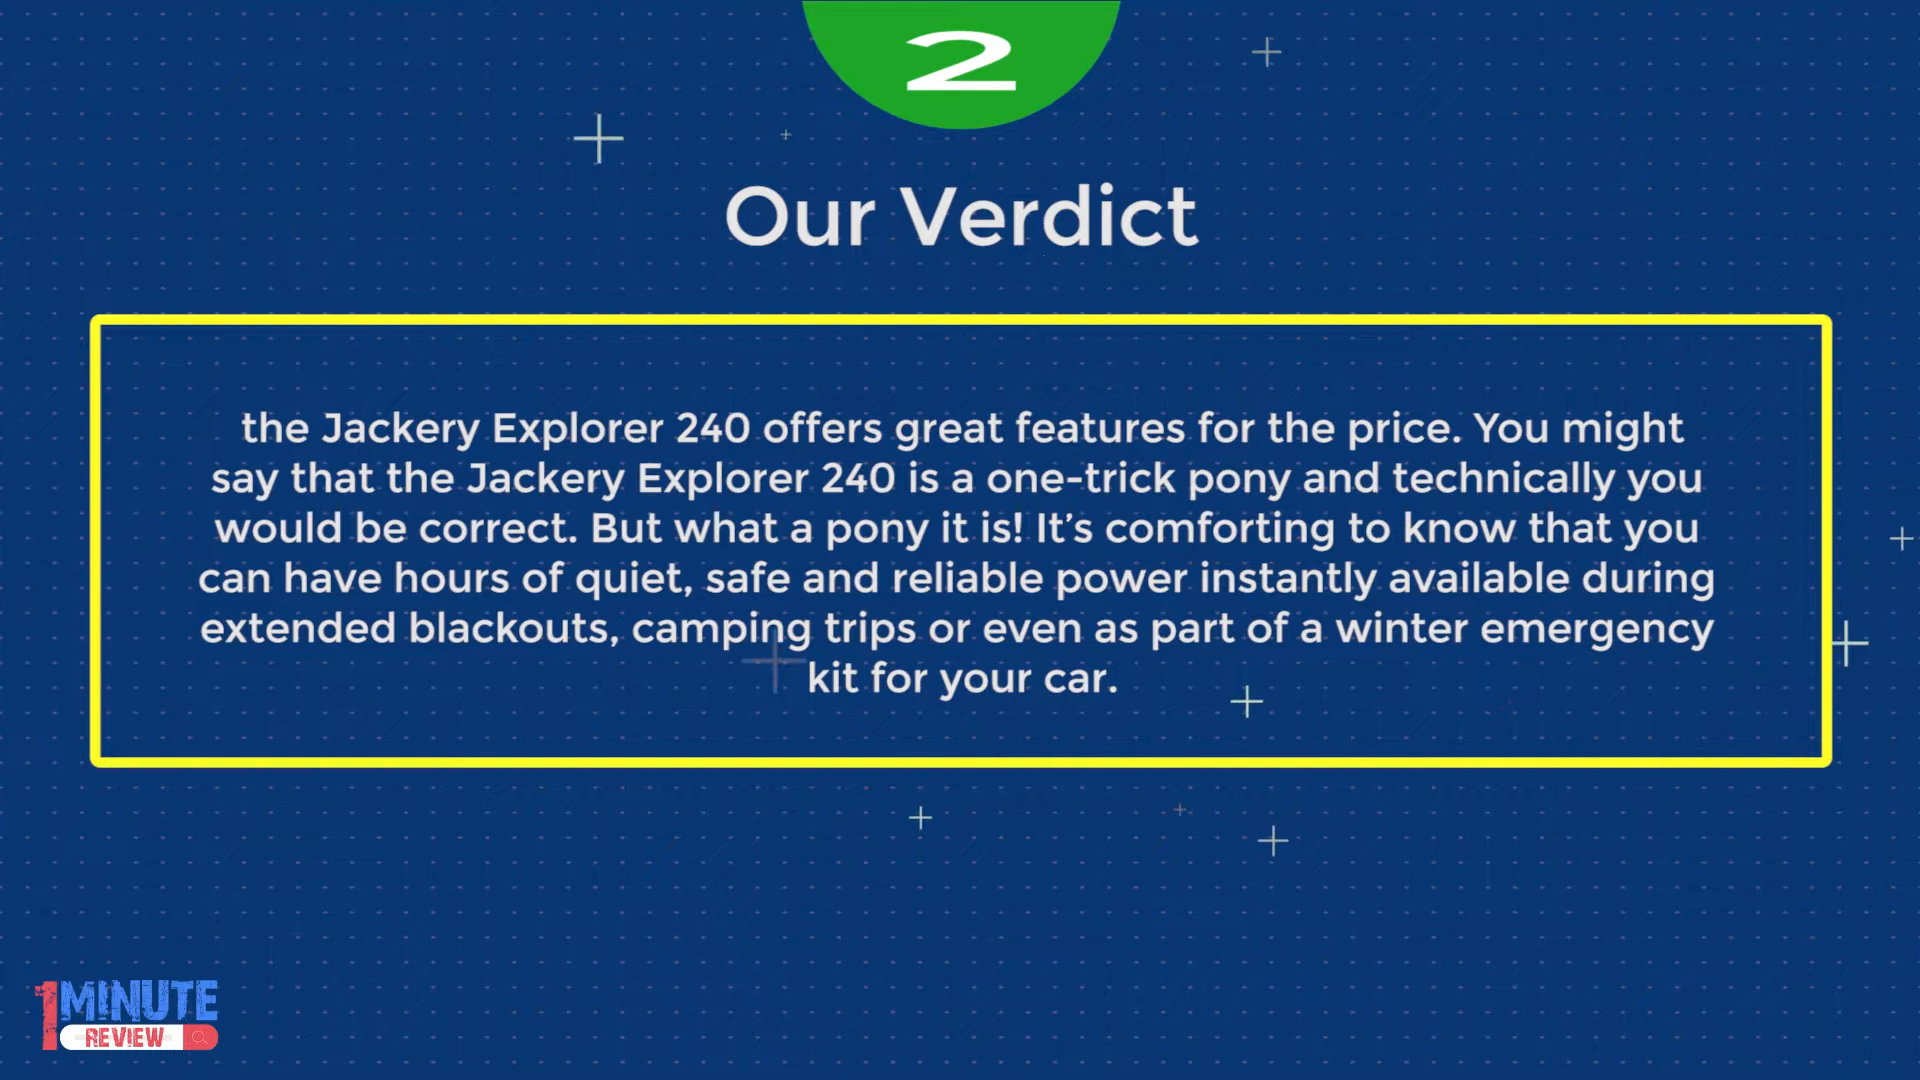 2
Our Verdict
the Jackery Explorer 240 offers great features for the price. You might
say that the Jackery Explorer 240 is a one-trick pony and technically you
would be correct. But what a pony it is! It’s comforting to know that you
can have hours of quiet, safe and reliable power instantly available during
extended blackouts, camping trips or even as part of a winter emergency
kit for your car.
1 MINUTE
REVIEW